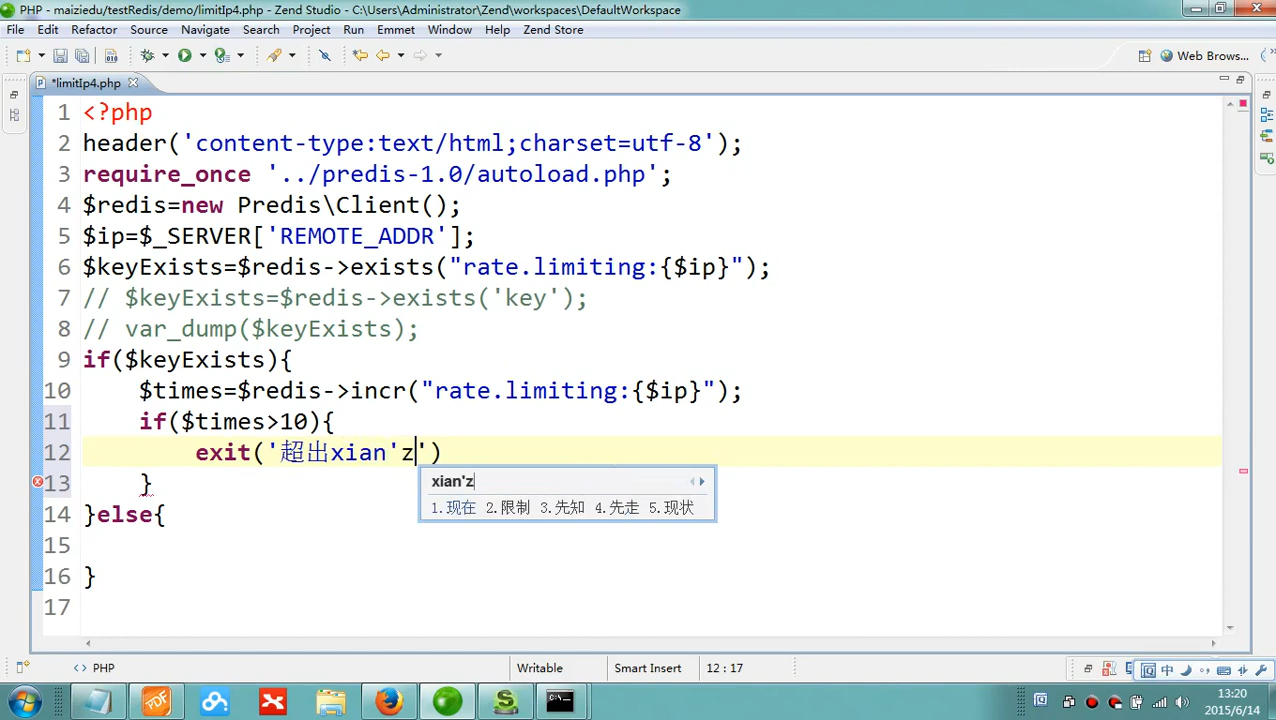 PHP - maiziedu/testRedis/demo/limitIp4.php - Zend Studio - C:\Users\Administrator\Zend\workspaces\DefaultWorkspace
File Edit Refactor Source Navigate Search Project Run Emmet Window Help Zend Store
Web Brows...
*limitIp4.php
1 <?php
2 header('content-type:text/html;charset=utf-8');
3 require_once '../predis-1.0/autoload.php';
4 $redis=new Predis\Client();
5 $ip=$_SERVER['REMOTE_ADDR'];
6 $keyExists=$redis->exists("rate.limiting:{$ip}");
7 // $keyExists=$redis->exists('key');
8 // var_dump($keyExists);
9 if($keyExists){
10 $times=$redis->incr("rate.limiting:{$ip}");
11 if($times>10){
12 exit('超出xian'z')
xian'z
13 }
1.现在 2.限制 3.先知 4.先走 5.现状
14 }else{
15
16 }
17
PHP Writable Smart Insert 12 : 17 中
PDF S 13:20
2015/6/14